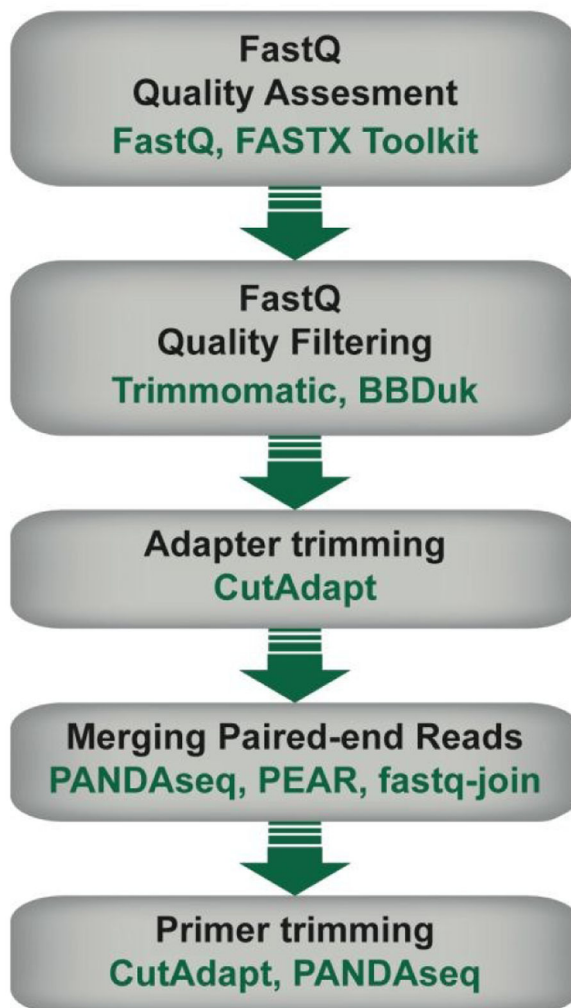 FastQ
Quality Assesment
FastQ, FASTX Toolkit
FastQ
Quality Filtering
Trimmomatic, BBDuk
Adapter trimming
CutAdapt
Merging Paired-end Reads
PANDAseq, PEAR, fastq-join
Primer trimming
CutAdapt, PANDAseq